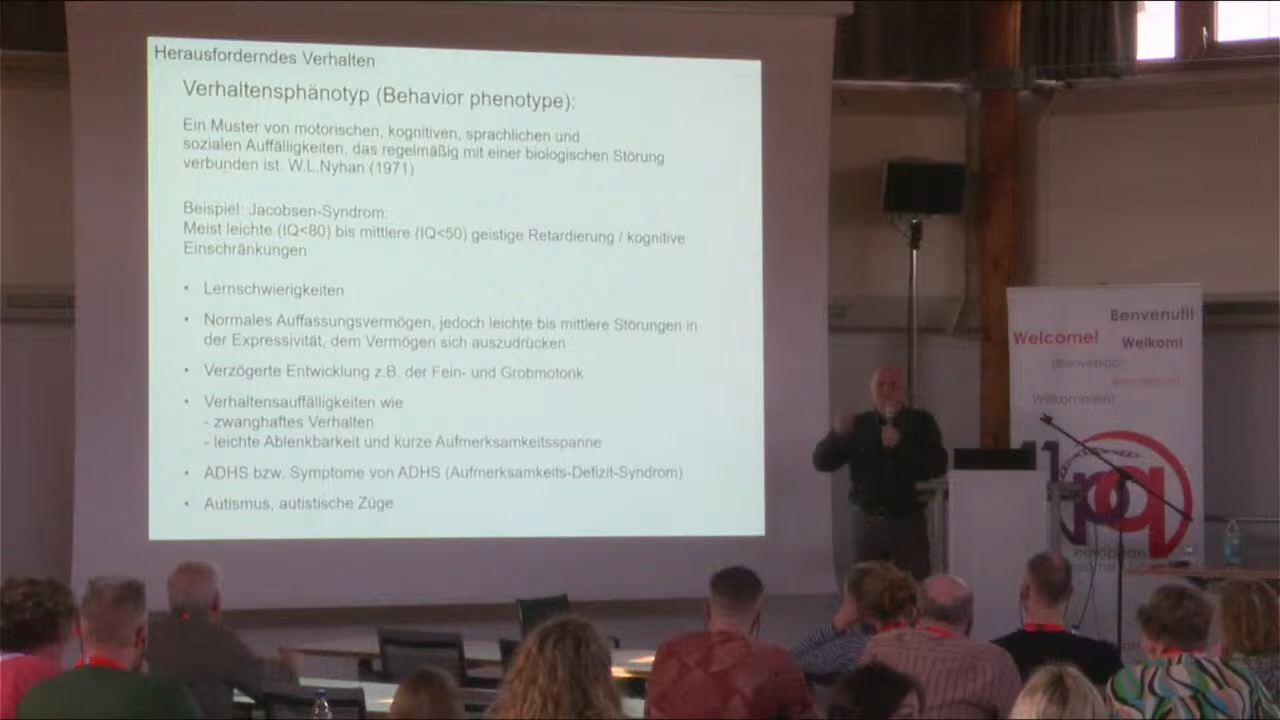 Herausforderndes Verhalten
Verhaltensphänotyp (Behavior phenotype):
Ein Muster von motorischen, kognitiven, sprachlichen und
sozialen Auffälligkeiten, das regelmäßig mit einer biologischen Störung
verbunden ist. W.L.Nyhan (1971)
Beispiel: Jacobsen-Syndrom:
Meist leichte (IQ<80) bis mittlere (IQ<50) geistige Retardierung / kognitive
Einschränkungen
• Lernschwierigkeiten
• Normales Auffassungsvermögen, jedoch leichte bis mittlere Störungen in
der Expressivität, dem Vermögen sich auszudrücken
• Verzögerte Entwicklung z.B. der Fein- und Grobmotorik
• Verhaltensauffälligkeiten wie
- zwanghaftes Verhalten
- leichte Ablenkbarkeit und kurze Aufmerksamkeitsspanne
• ADHS bzw. Symptome von ADHS (Aufmerksamkeits-Defizit-Syndrom)
• Autismus, autistische Züge
Benvenuti!
Welcome!
Welkom!
Willkommen!
11q
european